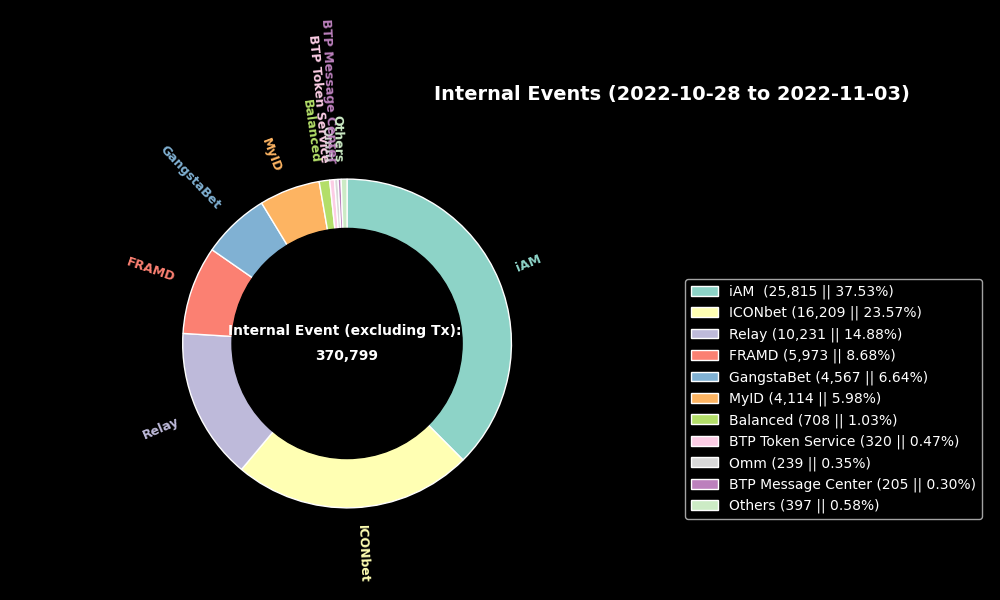 Internal Events (2022-10-28 to 2022-11-03)
BTP Message Center
BTP Token Service
Balanced
Omm
Others
MyID
GangstaBet
FRAMD
iAM
Relay
ICONbet
Internal Event (excluding Tx):
370,799
iAM  (25,815 || 37.53%)
ICONbet (16,209 || 23.57%)
Relay (10,231 || 14.88%)
FRAMD (5,973 || 8.68%)
GangstaBet (4,567 || 6.64%)
MyID (4,114 || 5.98%)
Balanced (708 || 1.03%)
BTP Token Service (320 || 0.47%)
Omm (239 || 0.35%)
BTP Message Center (205 || 0.30%)
Others (397 || 0.58%)